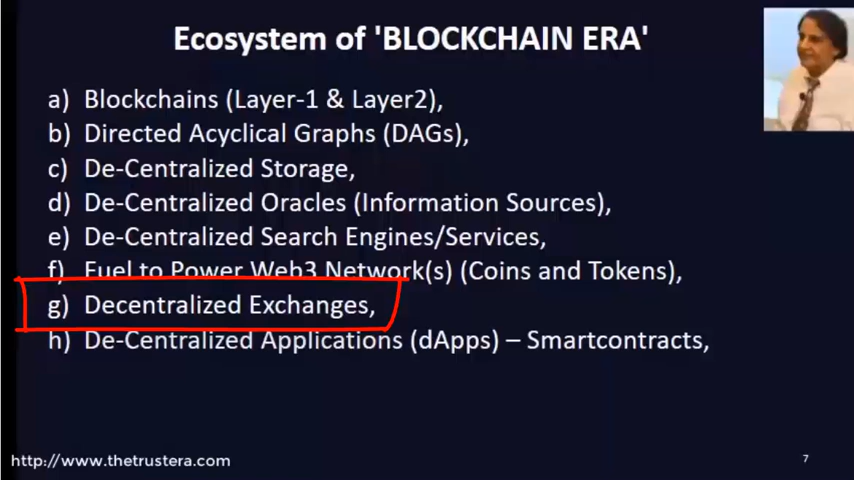 Ecosystem of 'BLOCKCHAIN ERA'
a) Blockchains (Layer-1 & Layer2),
b) Directed Acyclical Graphs (DAGs),
c) De-Centralized Storage,
d) De-Centralized Oracles (Information Sources),
e) De-Centralized Search Engines/Services,
f) Fuel to Power Web3 Network(s) (Coins and Tokens),
g) Decentralized Exchanges,
h) De-Centralized Applications (dApps) – Smartcontracts,
http://www.thetrustera.com
7